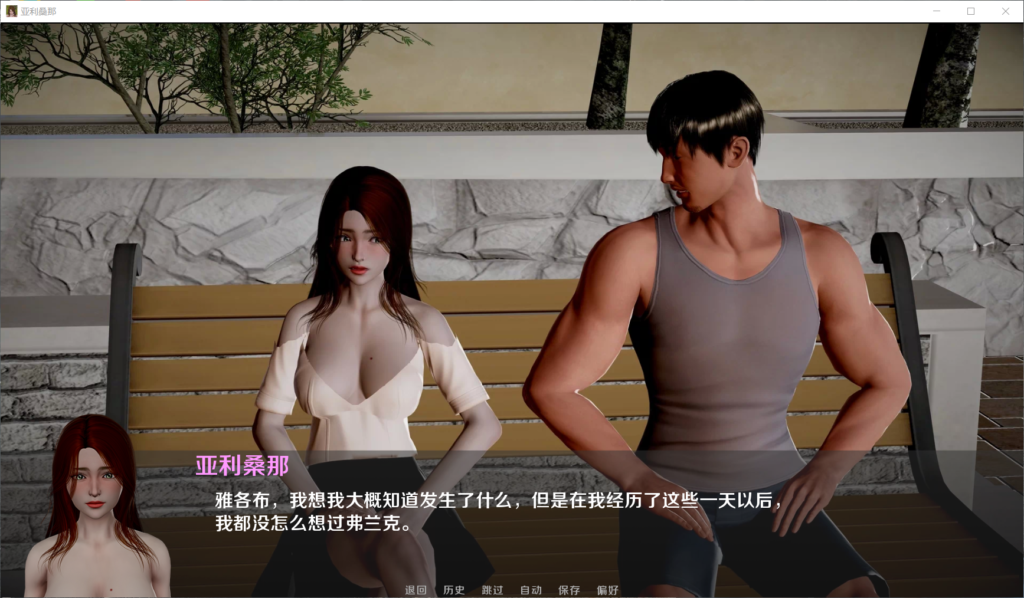 亚利桑那
亚利桑那
雅各布，我想我大概知道发生了什么，但是在我经历了这些一天以后，
我都没怎么想过弗兰克。
退回 历史 跳过 自动 保存 偏好